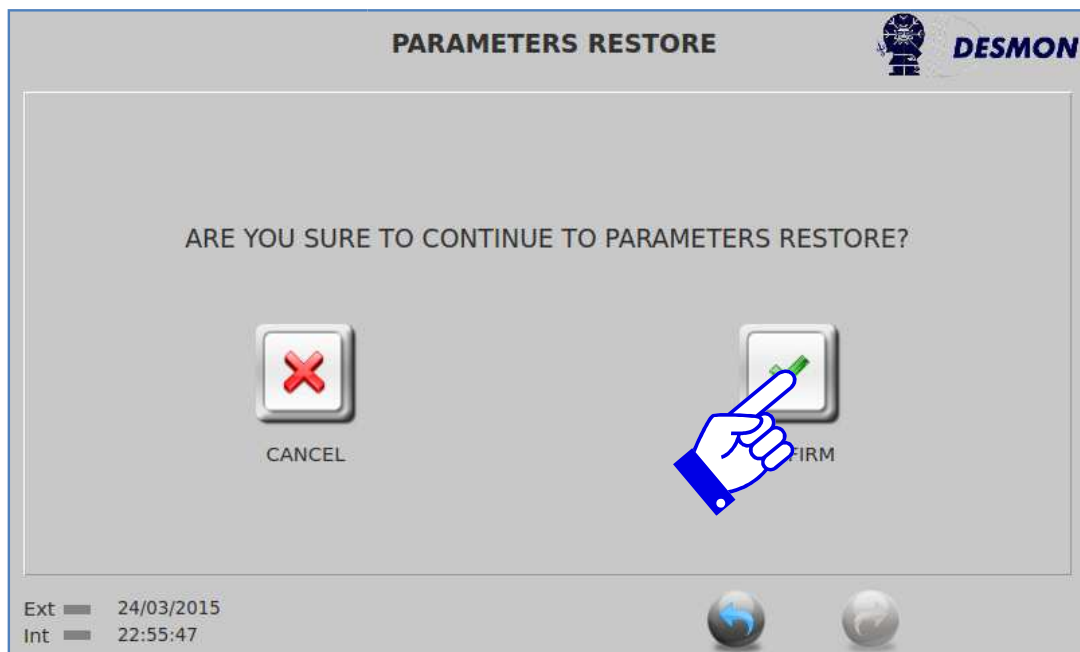 PARAMETERS RESTORE
DESMON
ARE YOU SURE TO CONTINUE TO PARAMETERS RESTORE?
CANCEL
FIRM
Ext 24/03/2015
Int 22:55:47